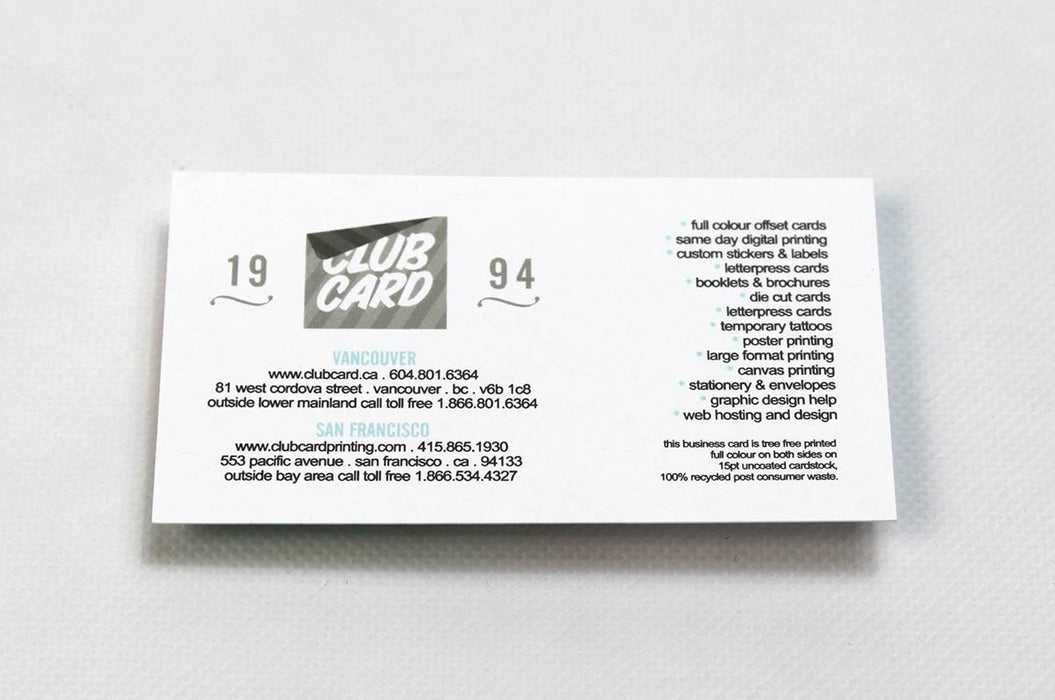 19
CLUB
CARD
94
VANCOUVER
www.clubcard.ca . 604.801.6364
81 west cordova street . vancouver . bc . v6b 1c8
outside lower mainland call toll free 1.866.801.6364
SAN FRANCISCO
www.clubcardprinting.com . 415.865.1930
553 pacific avenue . san francisco . ca . 94133
outside bay area call toll free 1.866.534.4327
* full colour offset cards
* same day digital printing
* custom stickers & labels
* letterpress cards
* booklets & brochures
* die cut cards
* letterpress cards
* temporary tattoos
* poster printing
* large format printing
* canvas printing
* stationery & envelopes
* graphic design help
* web hosting and design
this business card is tree free printed
full colour on both sides on
15pt uncoated cardstock,
100% recycled post consumer waste.